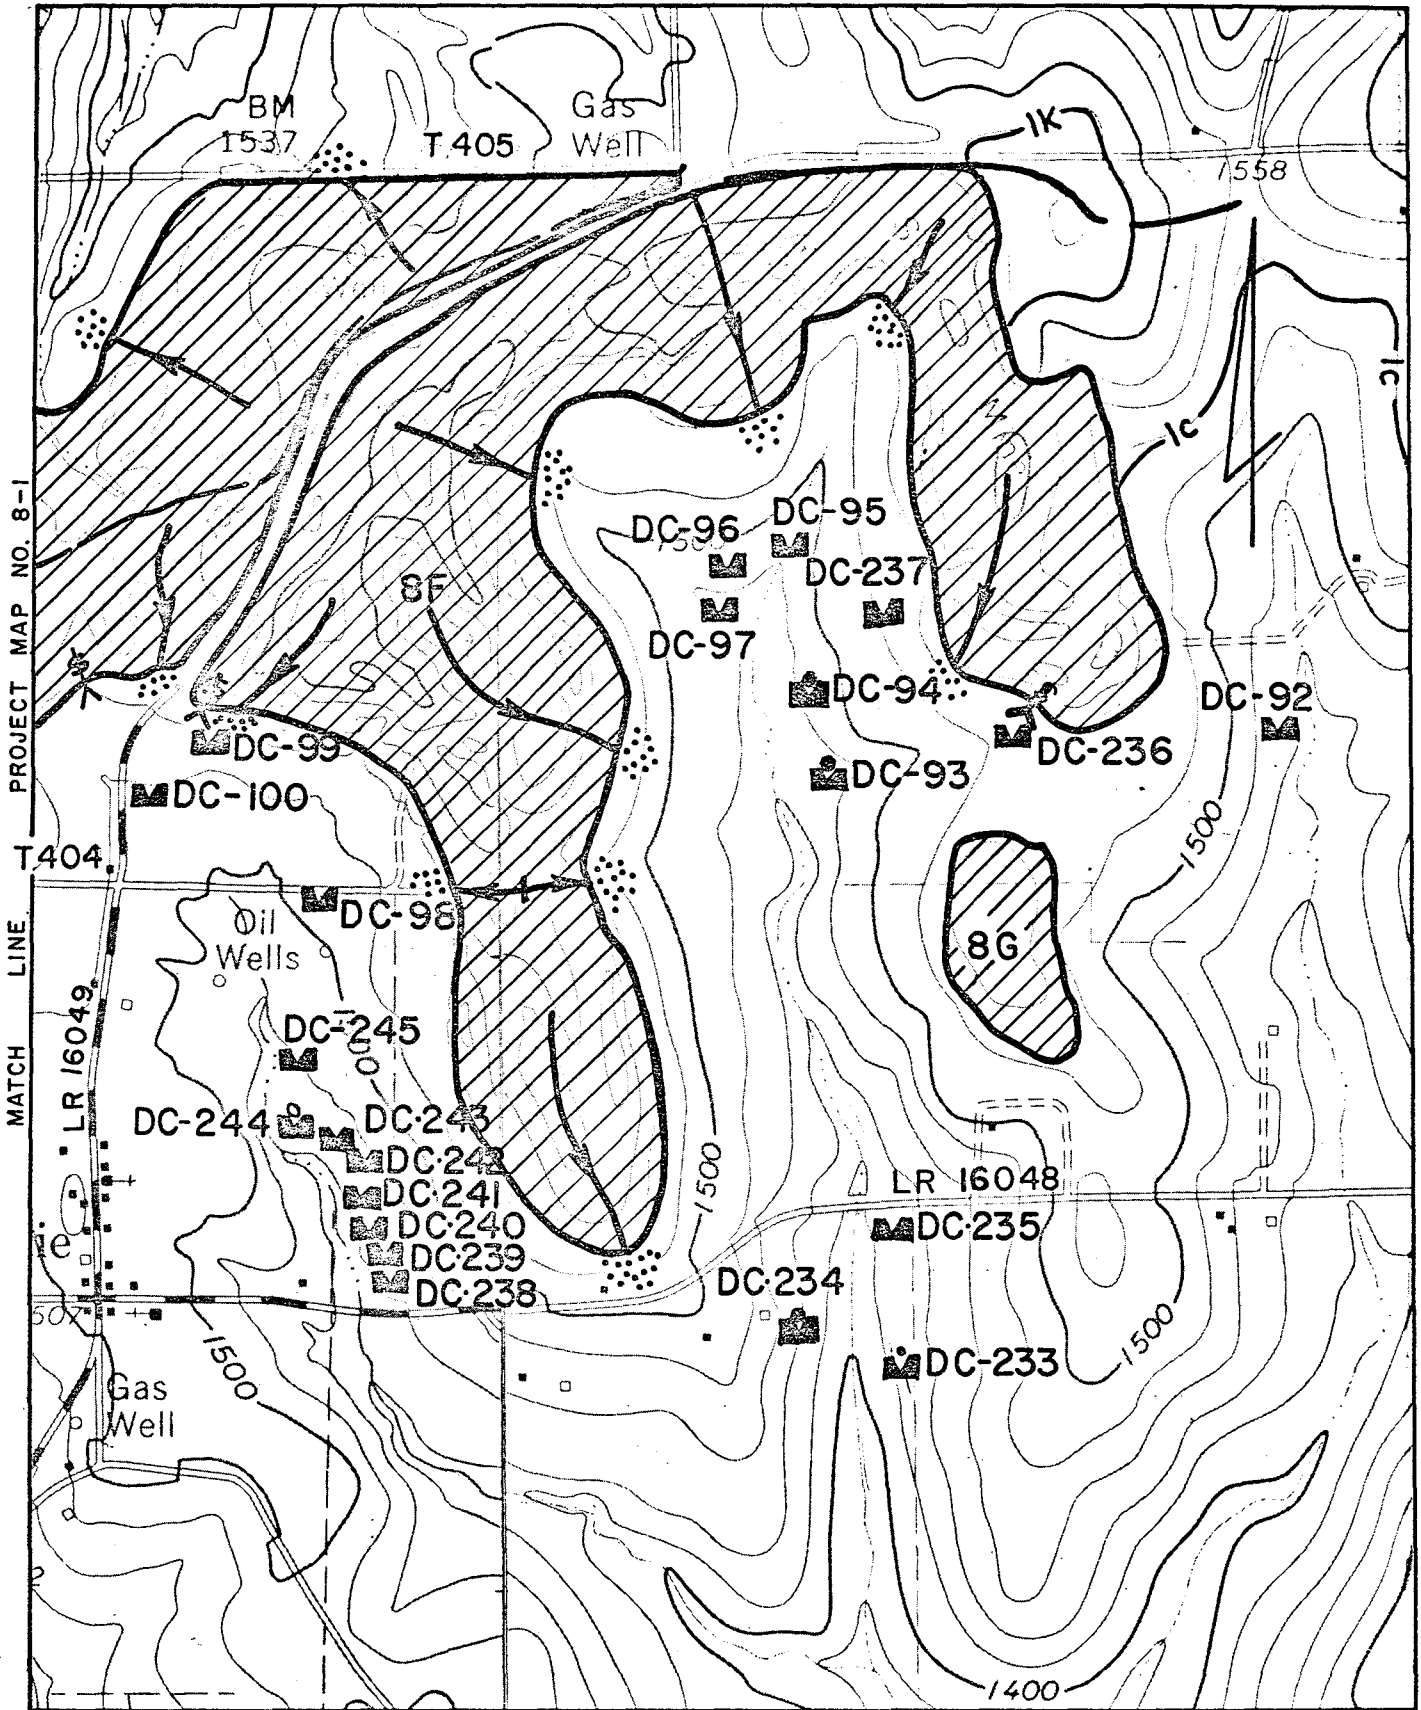 BM
1537
T.405
Gas
Well
1K
1558
1C
1C
PROJECT MAP NO. 8-1
MATCH LINE
DC-96
DC-95
DC-237
DC-97
8F
DC-94
DC-92
DC-236
DC-93
DC-99
DC-100
1500
T.404
DC-98
Oil
Wells
8G
LR 16049
DC-245
DC-244
DC-243
DC-242
DC-241
DC-240
DC-239
DC-238
1500
LR 16048
DC-235
DC-234
DC-233
1500
1500
Gas
Well
1400